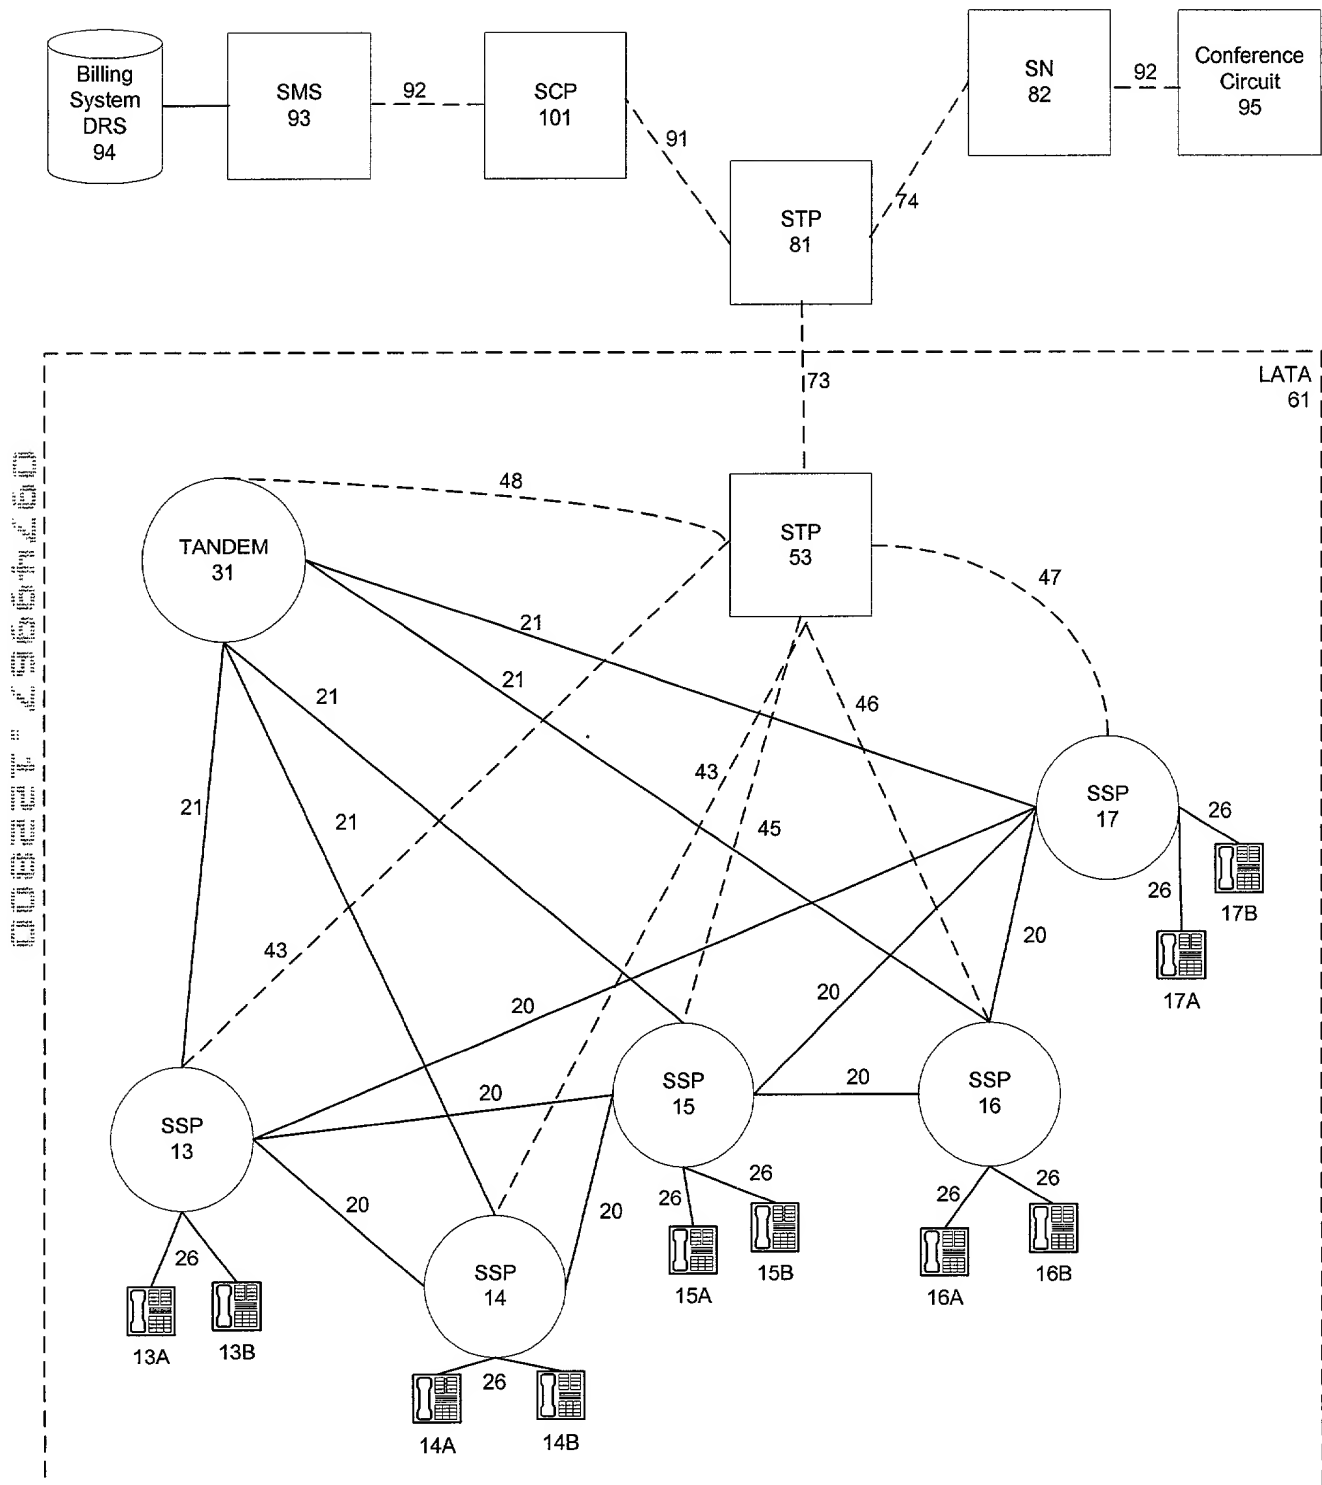 Billing
System
DRS
94
SMS
93
92
SCP
101
91
STP
81
74
SN
82
92
Conference
Circuit
95
73
LATA
61
09749657 .122800
TANDEM
31
48
STP
53
47
21
21
21
21
21
43
45
46
43
SSP
17
26
26
17B
17A
20
20
20
20
20
20
20
SSP
13
26
13A
13B
SSP
14
26
14A
14B
SSP
15
26
26
15A
15B
SSP
16
26
26
16A
16B